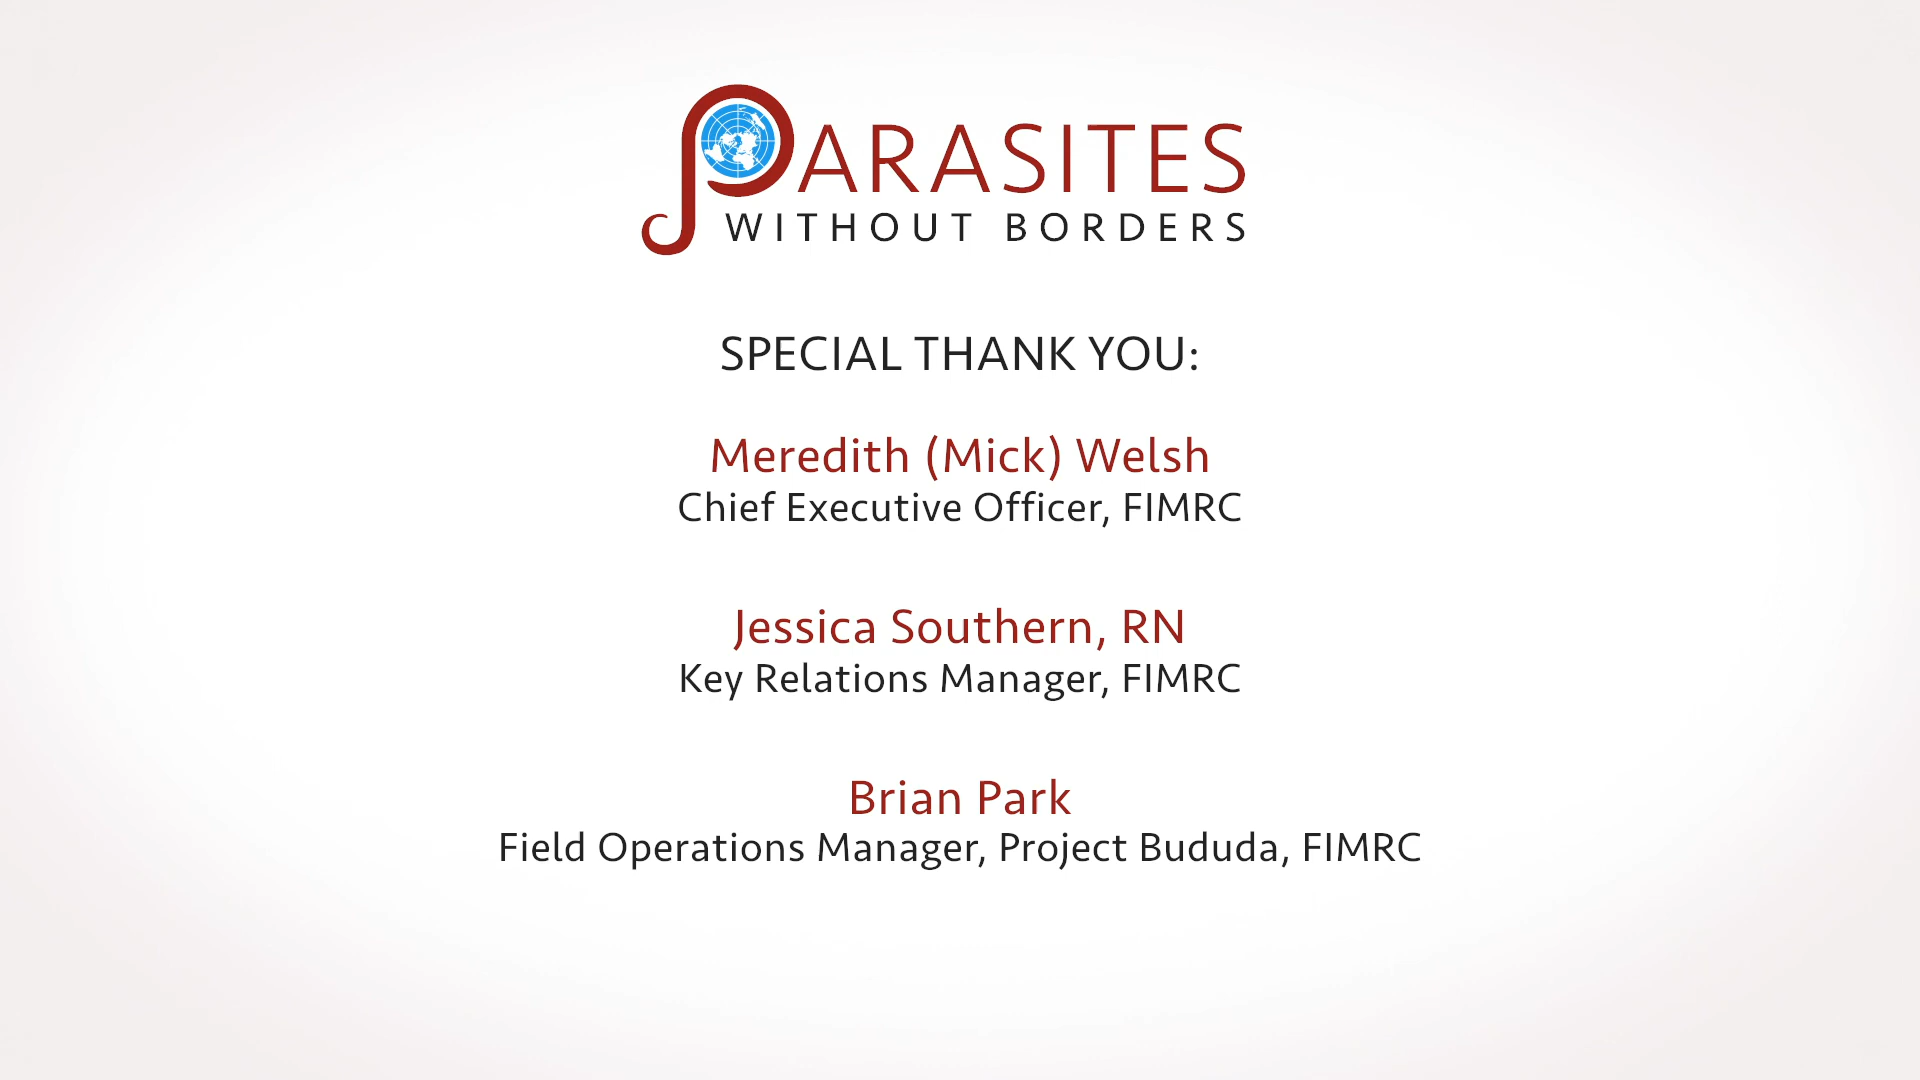 PARASITES
WITHOUT BORDERS
SPECIAL THANK YOU:
Meredith (Mick) Welsh
Chief Executive Officer, FIMRC
Jessica Southern, RN
Key Relations Manager, FIMRC
Brian Park
Field Operations Manager, Project Bududa, FIMRC